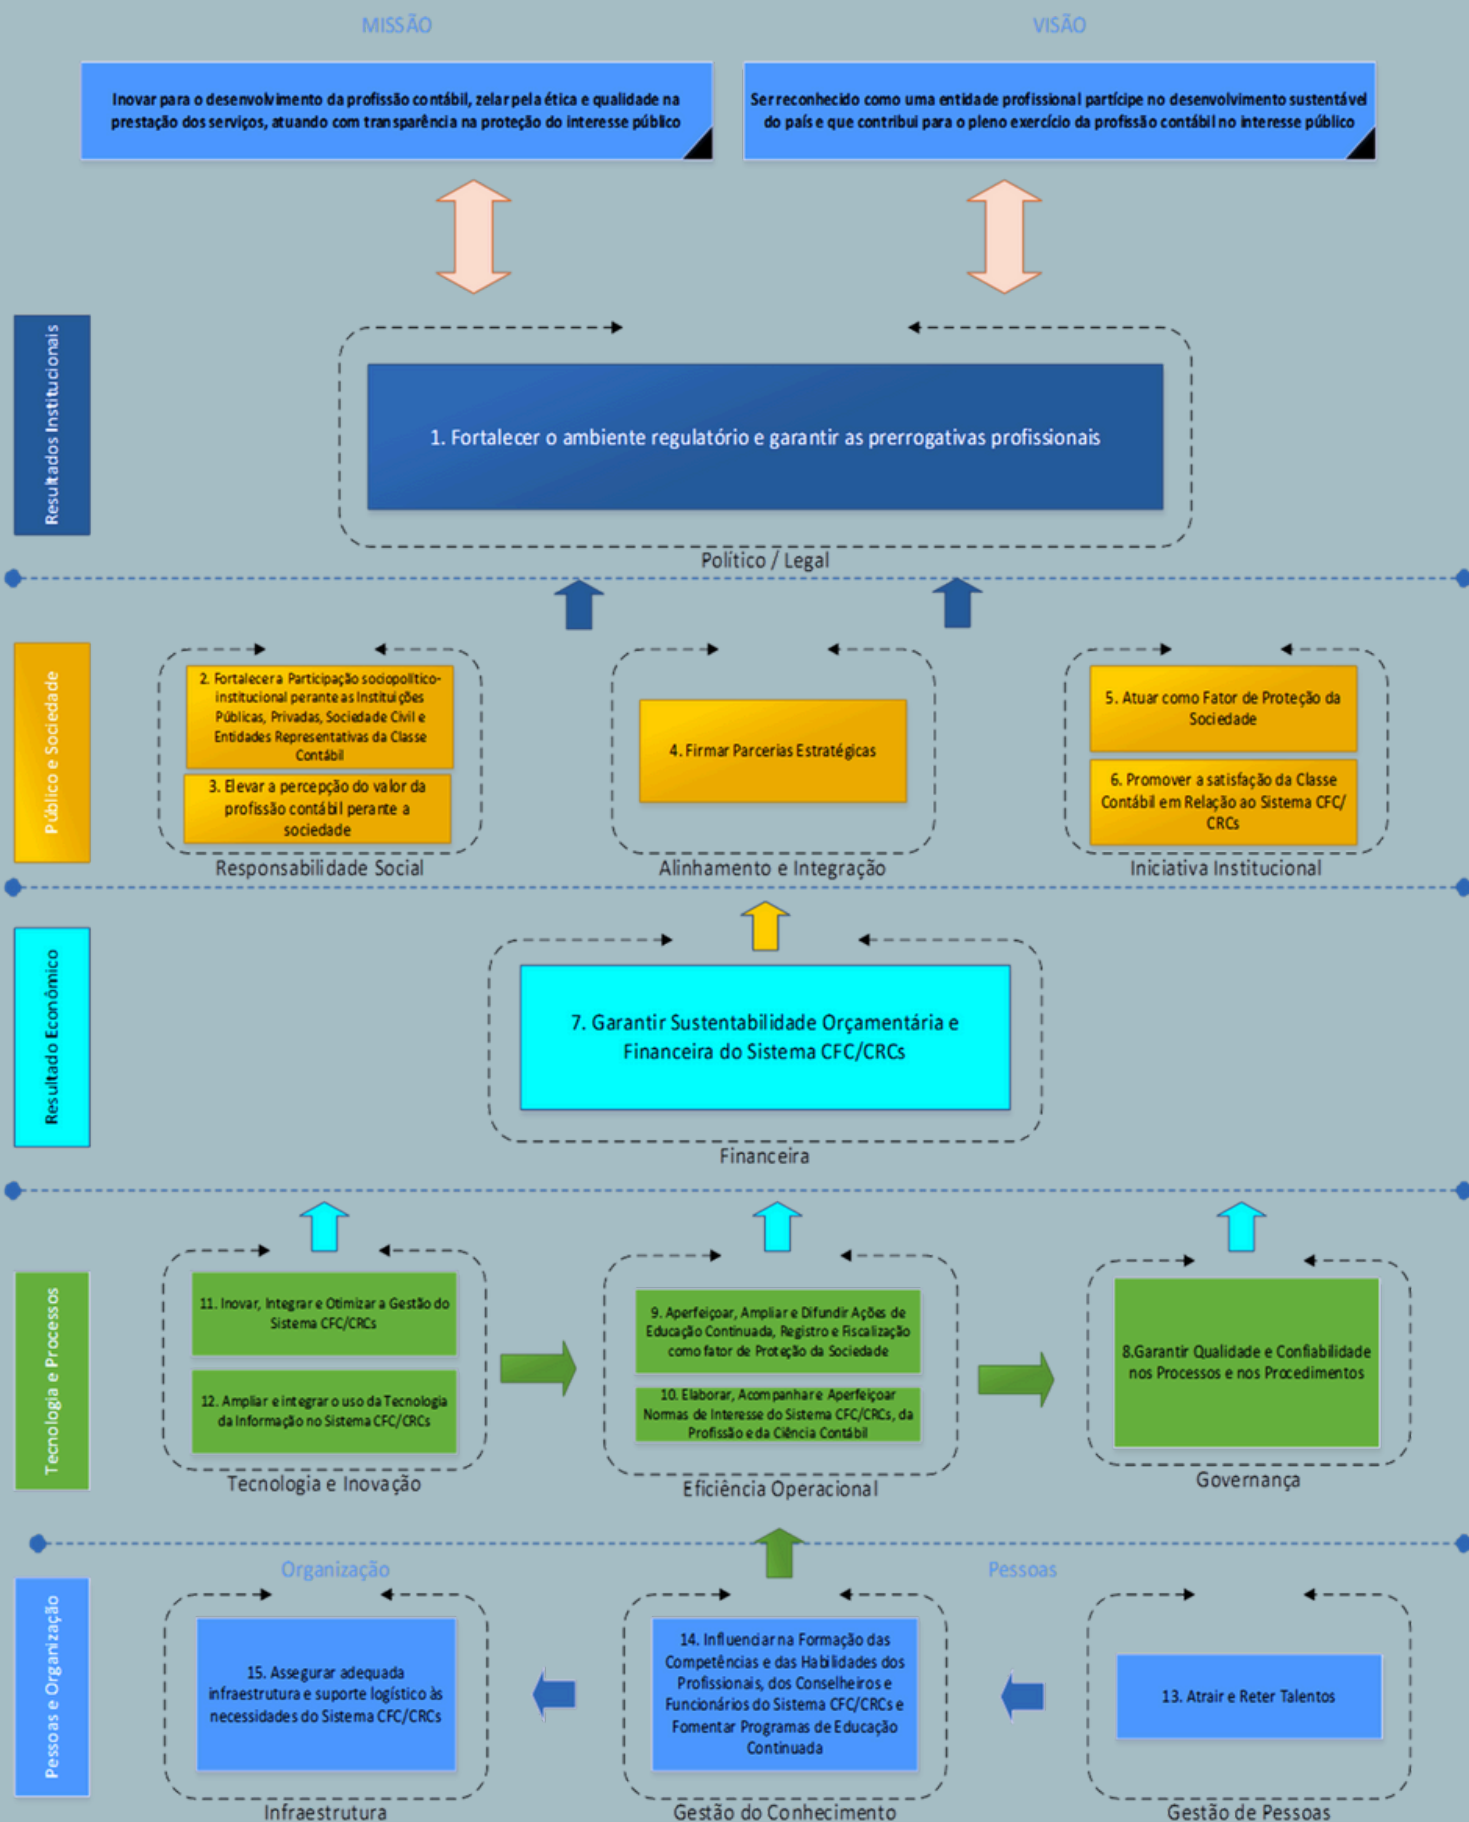 MISSÃO
VISÃO
Inovar para o desenvolvimento da profissão contábil, zelar pela ética e qualidade na
prestação dos serviços, atuando com transparência na proteção do interesse público
Ser reconhecido como uma entidade profissional partícipe no desenvolvimento sustentável
do país e que contribui para o pleno exercício da profissão contábil no interesse público
Resultados Institucionais
1. Fortalecer o ambiente regulatório e garantir as prerrogativas profissionais
Político / Legal
Público e Sociedade
2. Fortalecer a Participação sociopolítico-
institucional perante as Instituições
Públicas, Privadas, Sociedade Civil e
Entidades Representativas da Classe
Contábil
3. Elevar a percepção do valor da
profissão contábil perante a
sociedade
Responsabilidade Social
4. Firmar Parcerias Estratégicas
Alinhamento e Integração
5. Atuar como Fator de Proteção da
Sociedade
6. Promover a satisfação da Classe
Contábil em Relação ao Sistema CFC/
CRCs
Iniciativa Institucional
Resultado Econômico
7. Garantir Sustentabilidade Orçamentária e
Financeira do Sistema CFC/CRCs
Financeira
Tecnologia e Processos
11. Inovar, Integrar e Otimizar a Gestão do
Sistema CFC/CRCs
12. Ampliar e integrar o uso da Tecnologia
da Informação no Sistema CFC/CRCs
Tecnologia e Inovação
9. Aperfeiçoar, Ampliar e Difundir Ações de
Educação Continuada, Registro e Fiscalização
como fator de Proteção da Sociedade
10. Elaborar, Acompanhar e Aperfeiçoar
Normas de Interesse do Sistema CFC/CRCs, da
Profissão e da Ciência Contábil
Eficiência Operacional
8.Garantir Qualidade e Confiabilidade
nos Processos e nos Procedimentos
Governança
Organização
Pessoas
Pessoas e Organização
15. Assegurar adequada
infraestrutura e suporte logístico às
necessidades do Sistema CFC/CRCs
Infraestrutura
14. Influenciar na Formação das
Competências e das Habilidades dos
Profissionais, dos Conselheiros e
Funcionários do Sistema CFC/CRCs e
Fomentar Programas de Educação
Continuada
Gestão do Conhecimento
13. Atrair e Reter Talentos
Gestão de Pessoas